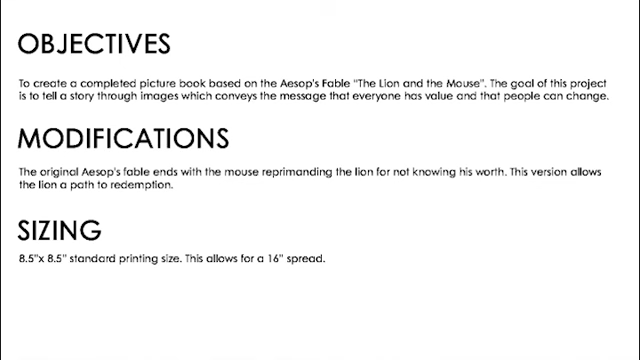 OBJECTIVES
To create a completed picture book based on the Aesop's Fable "The Lion and the Mouse". The goal of this project
is to tell a story through images which conveys the message that everyone has value and that people can change.
MODIFICATIONS
The original Aesop's fable ends with the mouse reprimanding the lion for not knowing his worth. This version allows
the lion a path to redemption.
SIZING
8.5"x 8.5" standard printing size. This allows for a 16" spread.